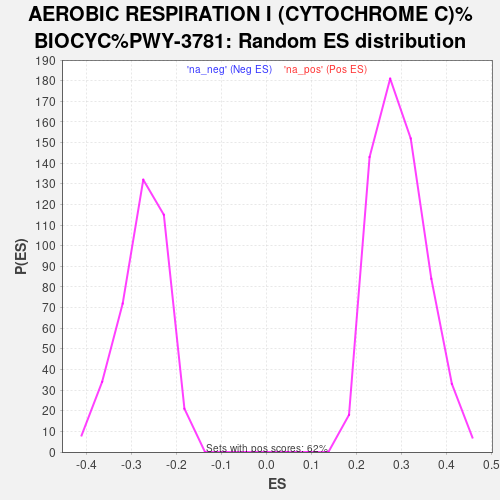 AEROBIC RESPIRATION I (CYTOCHROME C)%
BIOCYC%PWY-3781: Random ES distribution
'na_neg' (Neg ES) 'na_pos' (Pos ES)
190
180
170
160
150
140
130
120
110
100
90
80
70
60
50
40
30
20
10
0
P(ES)
Sets with pos scores: 62%
-0.4 -0.3 -0.2 -0.1 0.0 0.1 0.2 0.3 0.4 0.5
ES